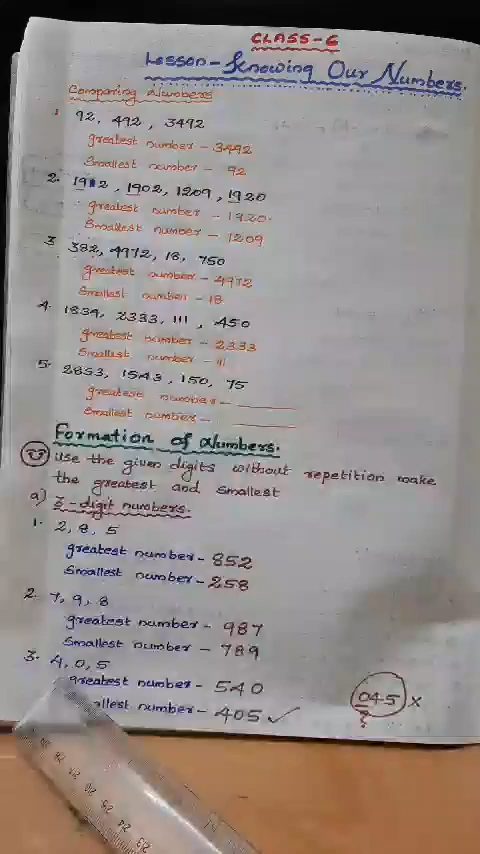 CLASS-6
Lesson - Knowing Our Numbers.
Comparing Numbers
1. 92, 492, 3492
greatest number - 3492
Smallest number - 92
2. 1912, 1902, 1209, 1920
greatest number - 1920.
Smallest number - 1209
3. 382, 4972, 18, 750
greatest number - 4972
Smallest number - 18
4. 1834, 2333, 111, 450
greatest number - 2333
Smallest number - 111
5. 2853, 1543, 150, 75
greatest number - ______
Smallest number - ______
Formation of Numbers.
Use the given digits without repetition make
the greatest and smallest
a) 3-digit numbers.
1. 2, 8, 5
greatest number - 852
Smallest number - 258
2. 7, 9, 8
greatest number - 987
Smallest number - 789
3. 4, 0, 5
greatest number - 540
allest number - 405 ✓
045 ×
?